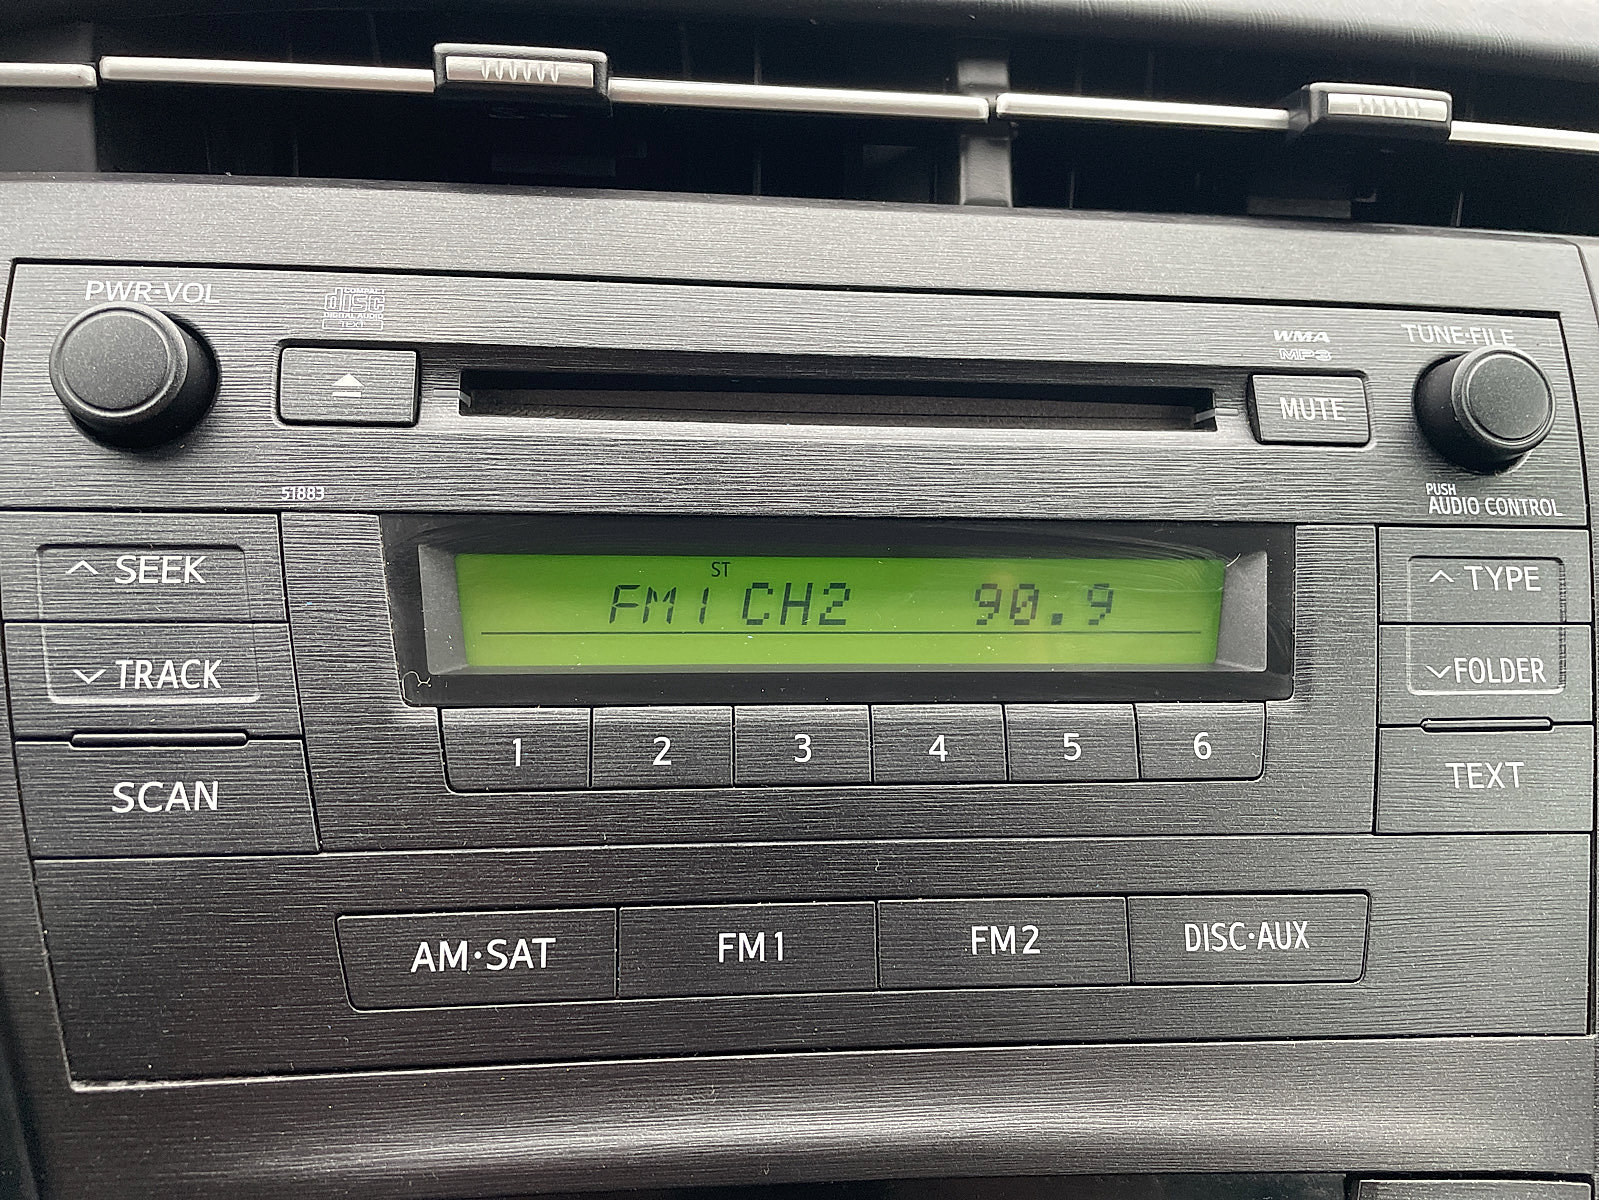 PWR·VOL
COMPACT
disc
DIGITAL AUDIO
TEXT
WMA
MP3
TUNE·FILE
MUTE
51883
PUSH
AUDIO CONTROL
SEEK
TRACK
SCAN
ST
FM1 CH2 90.9
TYPE
FOLDER
TEXT
1 2 3 4 5 6
AM·SAT FM1 FM2 DISC·AUX